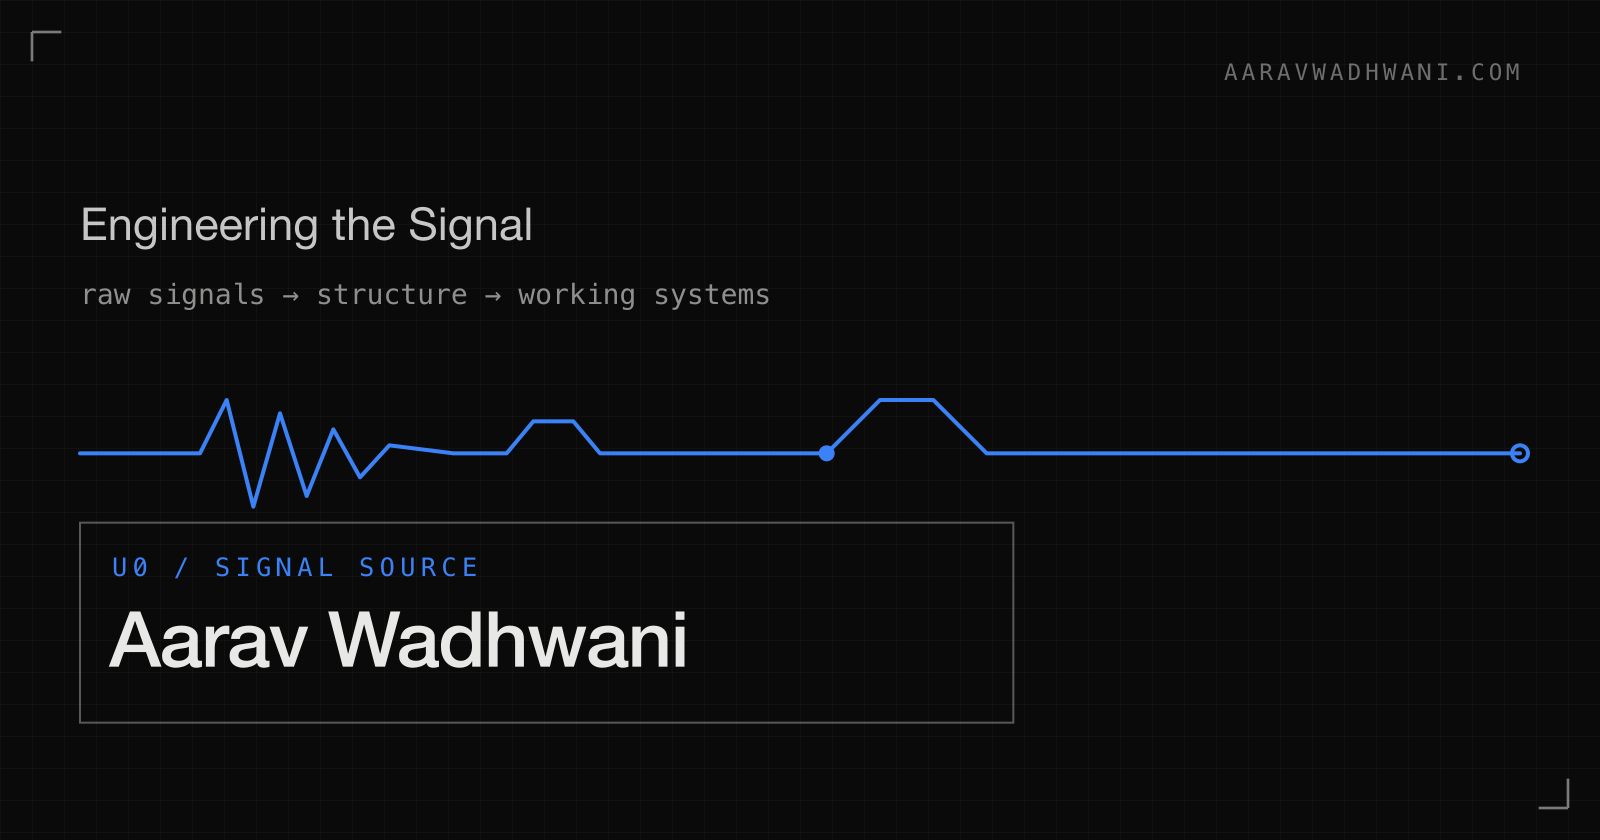 AARAVWADHWANI.COM
Engineering the Signal
raw signals → structure → working systems
U0 / SIGNAL SOURCE
Aarav Wadhwani